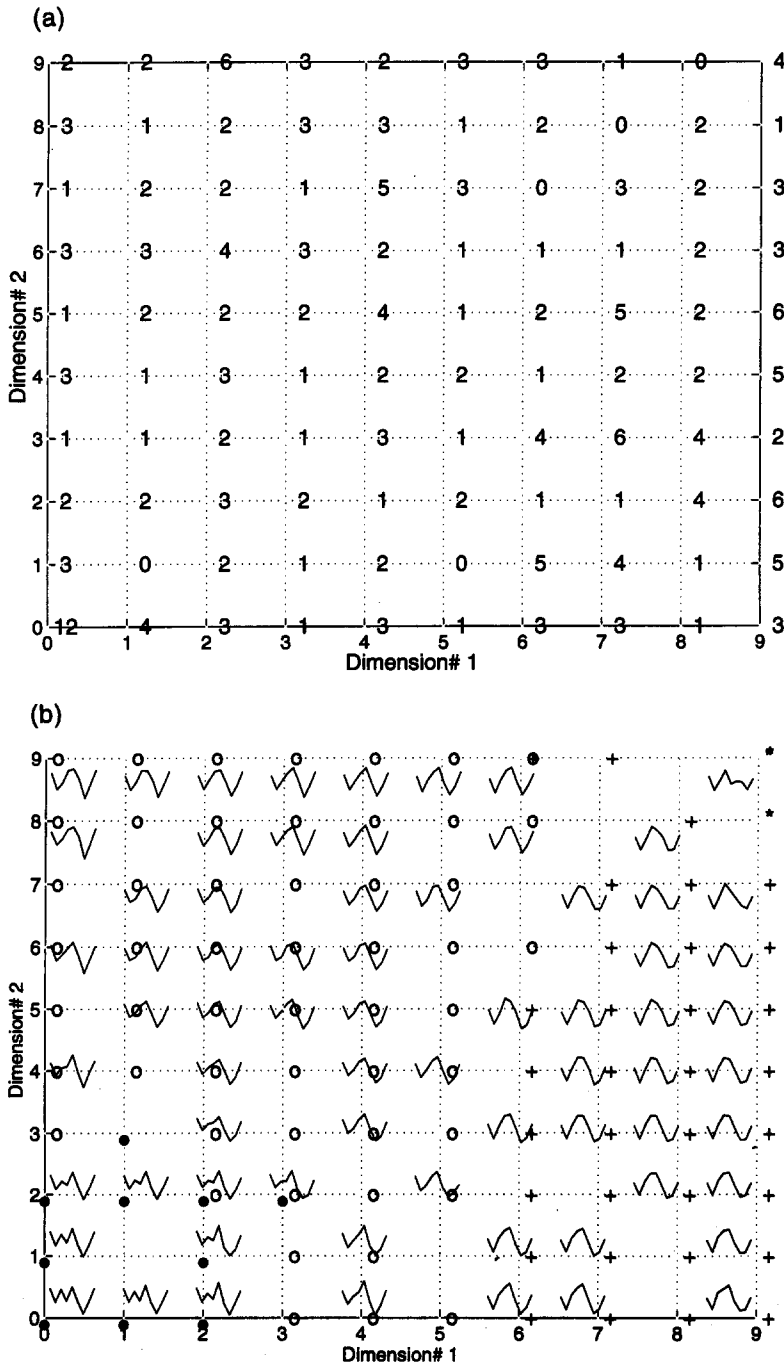 (a)
9 2 2 6 3 2 3 3 1 0 4
8 3 1 2 3 3 1 2 0 2 1
7 1 2 2 1 5 3 0 3 2 3
6 3 3 4 3 2 1 1 1 2 3
5 1 2 2 2 4 1 2 5 2 6
4 3 1 3 1 2 2 1 2 2 5
3 1 1 2 1 3 1 4 6 4 2
2 2 2 3 2 1 2 1 1 4 6
1 3 0 2 1 2 0 5 4 1 5
0 12 4 3 1 3 1 3 3 1 3
0 1 2 3 4 5 6 7 8 9
Dimension# 1
Dimension# 2
(b)
9
8
7
6
5
4
3
2
1
0
0 1 2 3 4 5 6 7 8 9
Dimension# 1
Dimension# 2